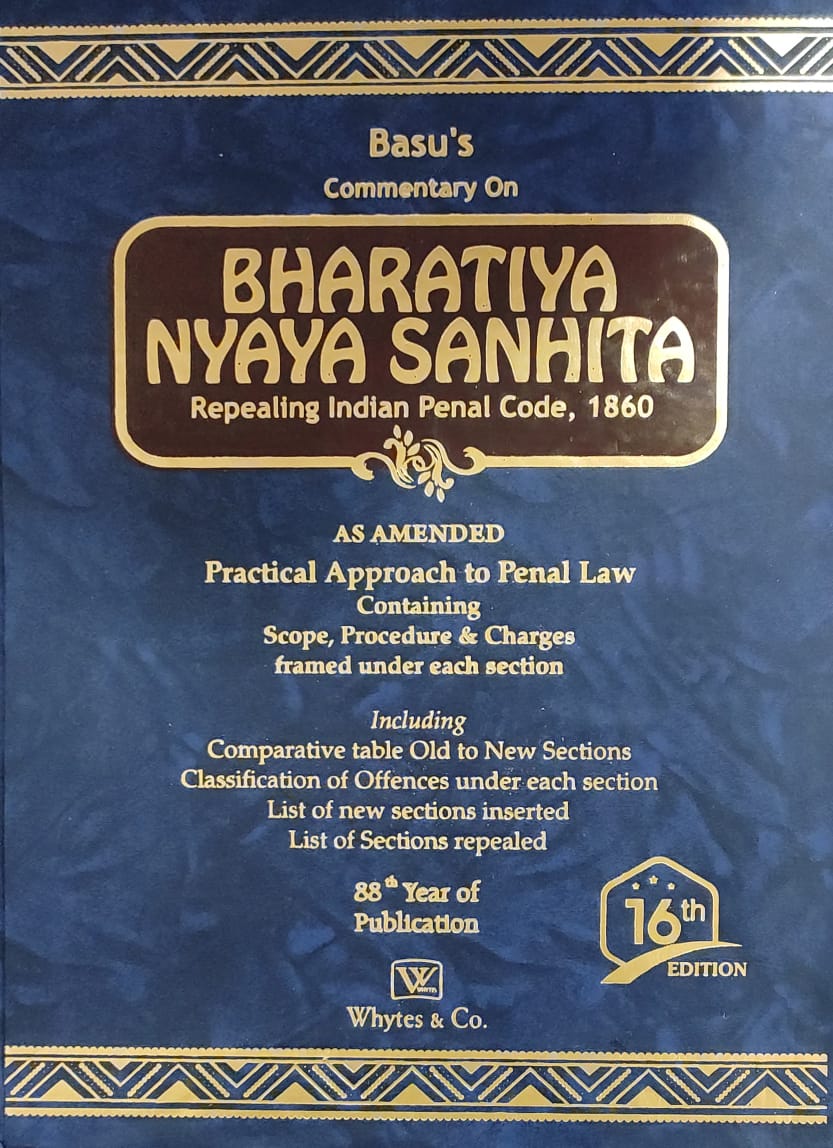 Basu's
Commentary On
BHARATIYA
NYAYA SANHITA
Repealing Indian Penal Code, 1860
AS AMENDED
Practical Approach to Penal Law
Containing
Scope, Procedure & Charges
framed under each section
Including
Comparative table Old to New Sections
Classification of Offences under each section
List of new sections inserted
List of Sections repealed
88th Year of
Publication
16th
EDITION
W
WHYTES
Whytes & Co.